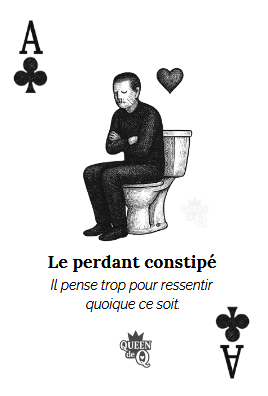 A
Le perdant constipé
Il pense trop pour ressentir
quoique ce soit.
QUEEN
de Q
A